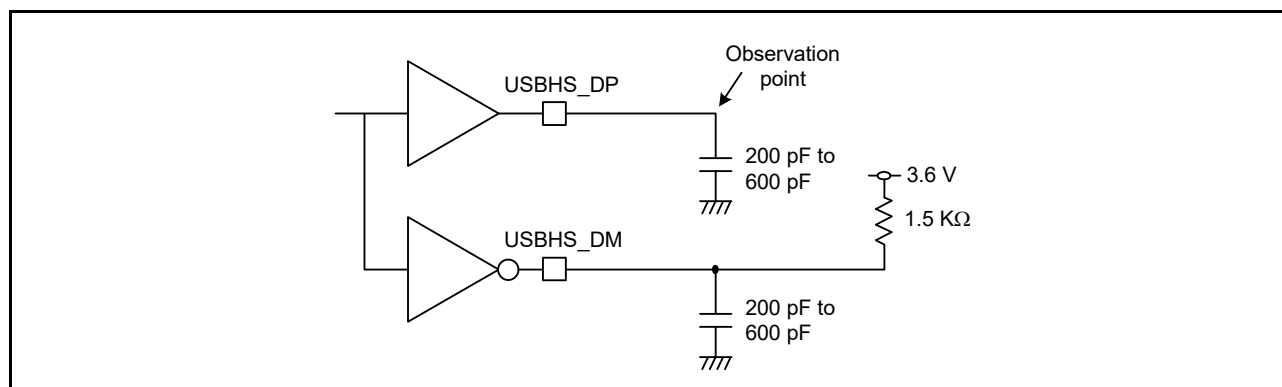 Observation
point
USBHS_DP
200 pF to
600 pF
3.6 V
1.5 KΩ
USBHS_DM
200 pF to
600 pF